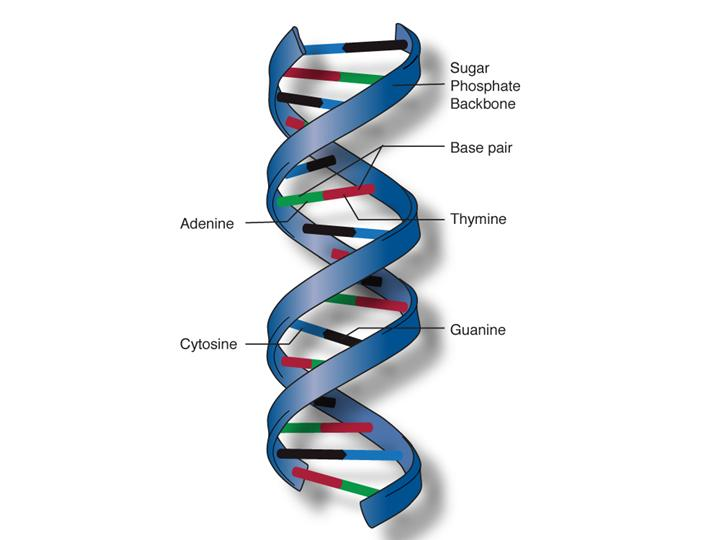 Sugar
Phosphate
Backbone
Base pair
Adenine
Thymine
Cytosine
Guanine